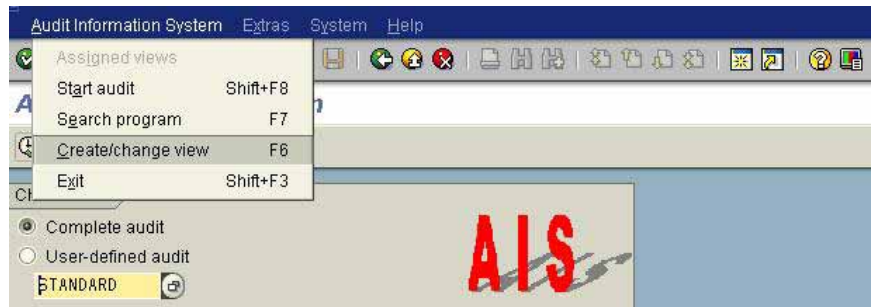 Audit Information System Extras System Help
Assigned views
Start audit Shift+F8
Search program F7
Create/change view F6
Exit Shift+F3
Complete audit
User-defined audit
STANDARD
AIS